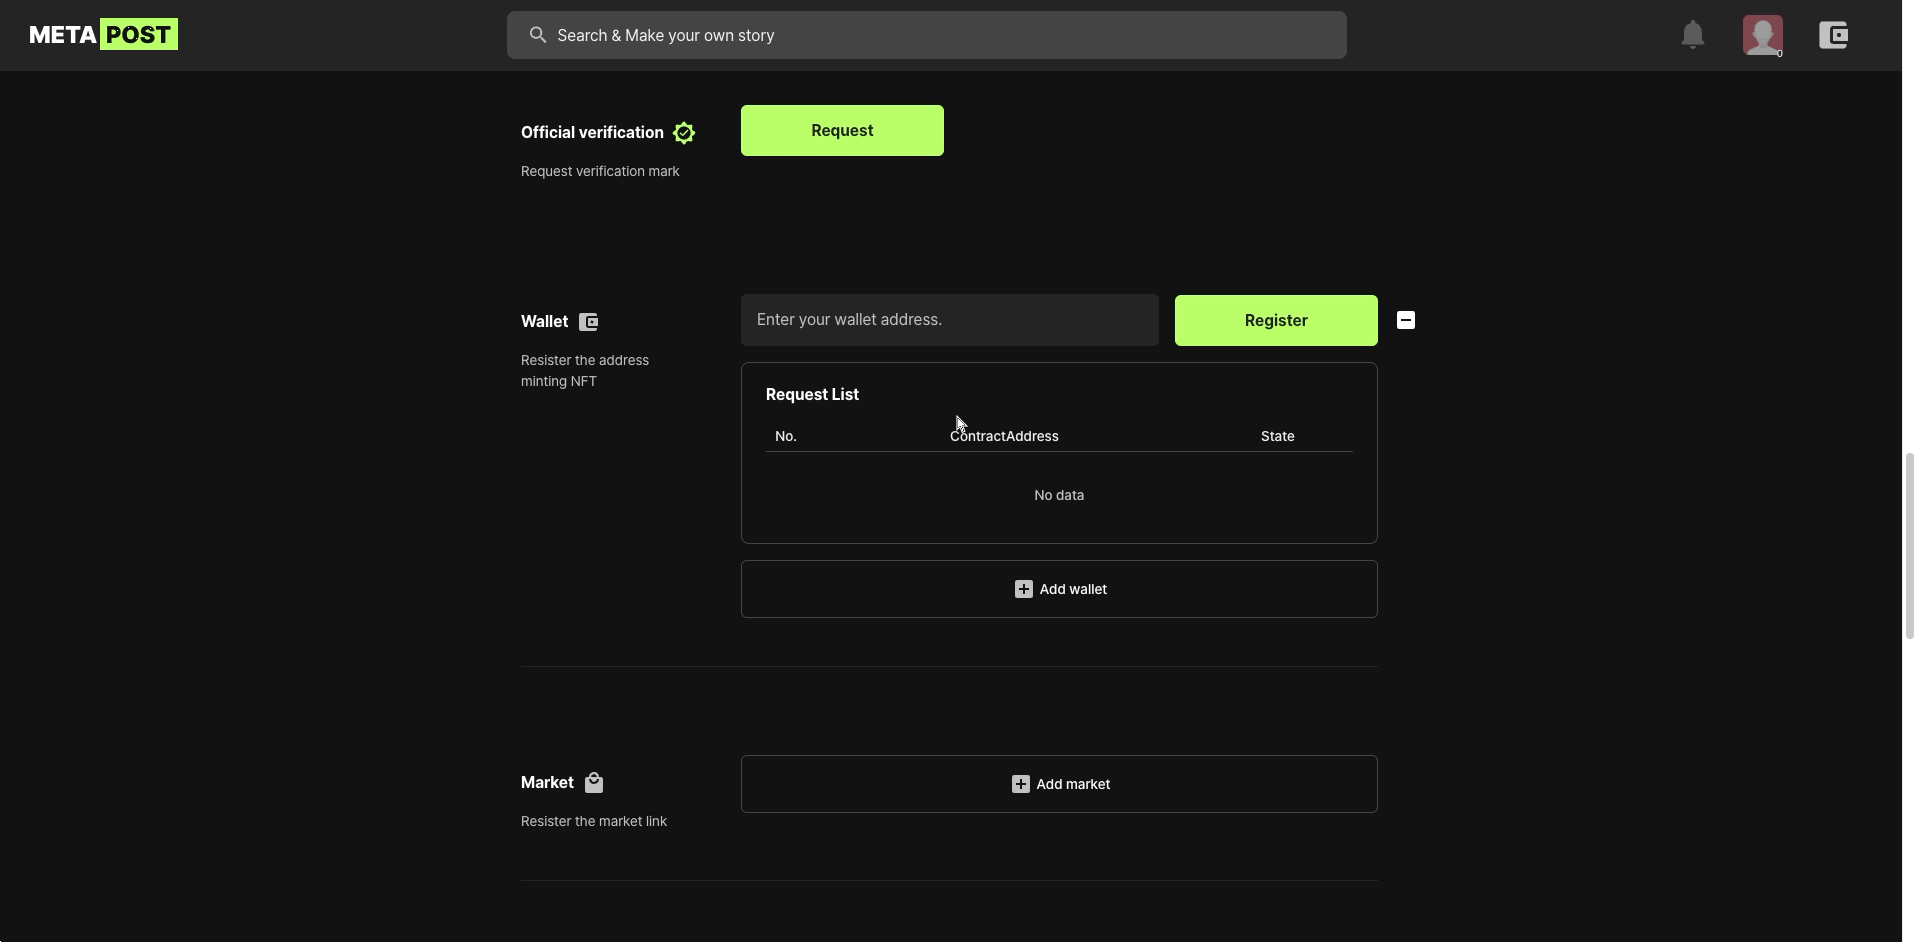 META POST
Search & Make your own story
0
Official verification
Request
Request verification mark
Wallet
Enter your wallet address.
Register
Resister the address
minting NFT
Request List
No.
ContractAddress
State
No data
Add wallet
Market
Add market
Resister the market link